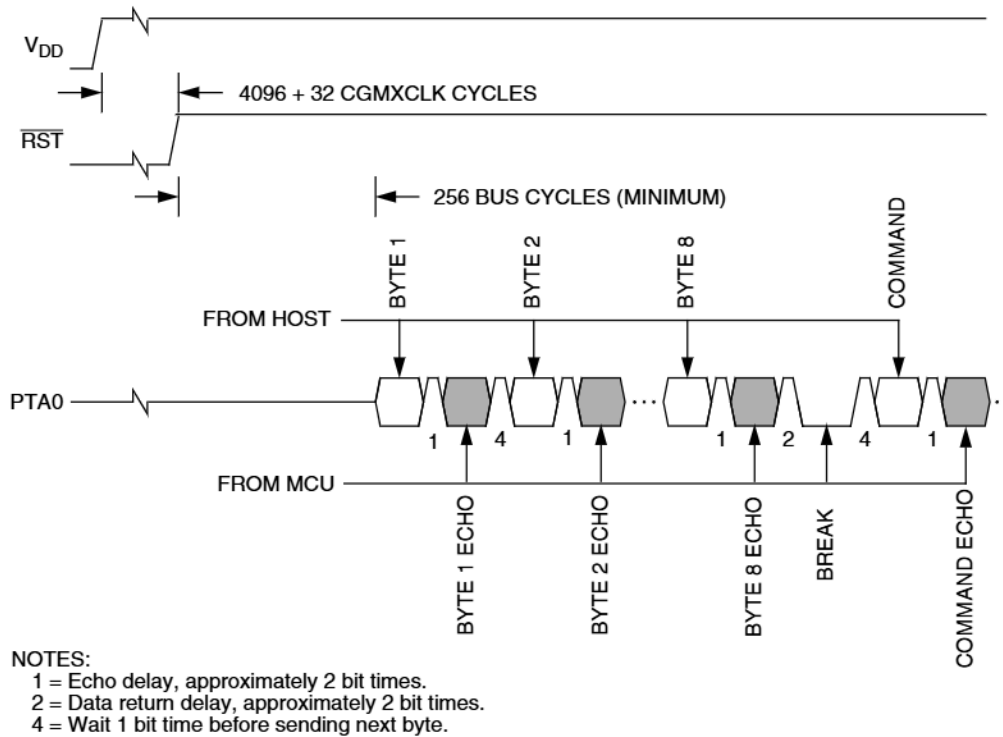 VDD
4096 + 32 CGMXCLK CYCLES
RST
256 BUS CYCLES (MINIMUM)
BYTE 1
BYTE 2
BYTE 8
COMMAND
FROM HOST
PTA0
1
4
1
1
2
4
1
FROM MCU
BYTE 1 ECHO
BYTE 2 ECHO
BYTE 8 ECHO
BREAK
COMMAND ECHO
NOTES:
1 = Echo delay, approximately 2 bit times.
2 = Data return delay, approximately 2 bit times.
4 = Wait 1 bit time before sending next byte.